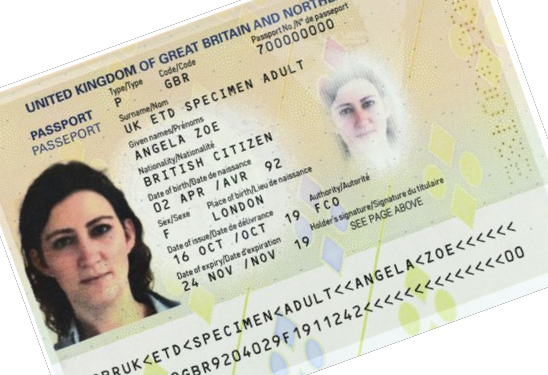 UNITED KINGDOM OF GREAT BRITAIN AND NORTHE
PASSPORT
PASSEPORT
Type/Type
Code/Code
Passport No./N° de passeport
P
GBR
700000000
Surname/Nom
UK ETD SPECIMEN ADULT
Given names/Prénoms
ANGELA ZOE
Nationality/Nationalité
BRITISH CITIZEN
Date of birth/Date de naissance
02 APR /AVR 92
Sex/Sexe
Place of birth/Lieu de naissance
F
LONDON
Date of issue/Date de délivrance
Authority/Autorité
16 OCT /OCT 19
FCO
Date of expiry/Date d'expiration
Holder's signature/Signature du titulaire
24 NOV /NOV 19
SEE PAGE ABOVE
BRUK<ETD<SPECIMEN<ADULT<<ANGELA<ZOE<<<<<<
0GBR9204029F1911242<<<<<<<<<<<<<<00